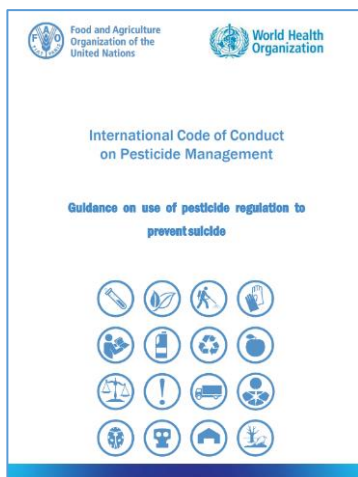 Food and Agriculture
Organization of the
United Nations
World Health
Organization
International Code of Conduct
on Pesticide Management
Guidance on use of pesticide regulation to
prevent suicide